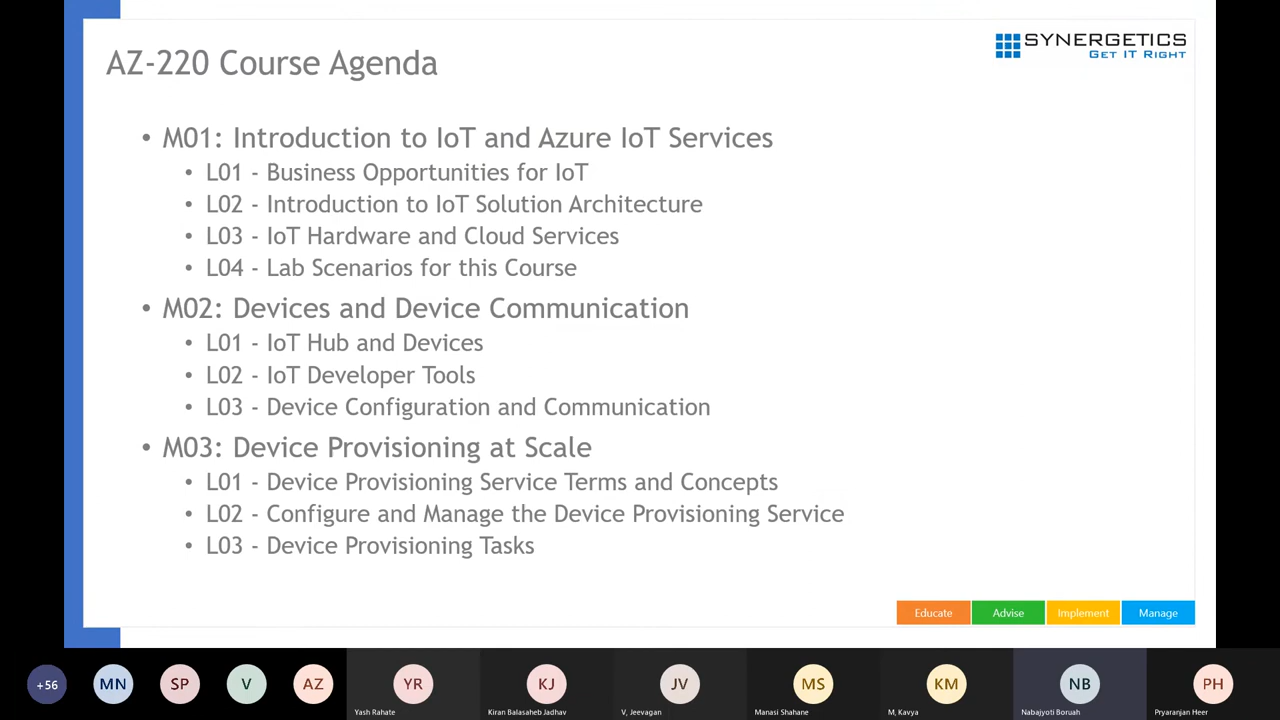 AZ-220 Course Agenda
SYNERGETICS
GET IT RIGHT
• M01: Introduction to IoT and Azure IoT Services
• L01 - Business Opportunities for IoT
• L02 - Introduction to IoT Solution Architecture
• L03 - IoT Hardware and Cloud Services
• L04 - Lab Scenarios for this Course
• M02: Devices and Device Communication
• L01 - IoT Hub and Devices
• L02 - IoT Developer Tools
• L03 - Device Configuration and Communication
• M03: Device Provisioning at Scale
• L01 - Device Provisioning Service Terms and Concepts
• L02 - Configure and Manage the Device Provisioning Service
• L03 - Device Provisioning Tasks
Educate Advise Implement Manage
+56 MN SP V AZ YR KJ JV MS KM NB PH
Yash Rahate Kiran Balasaheb Jadhav V, Jeevagan Manasi Shahane M, Kavya Nabajyoti Boruah Pryaranjan Heer